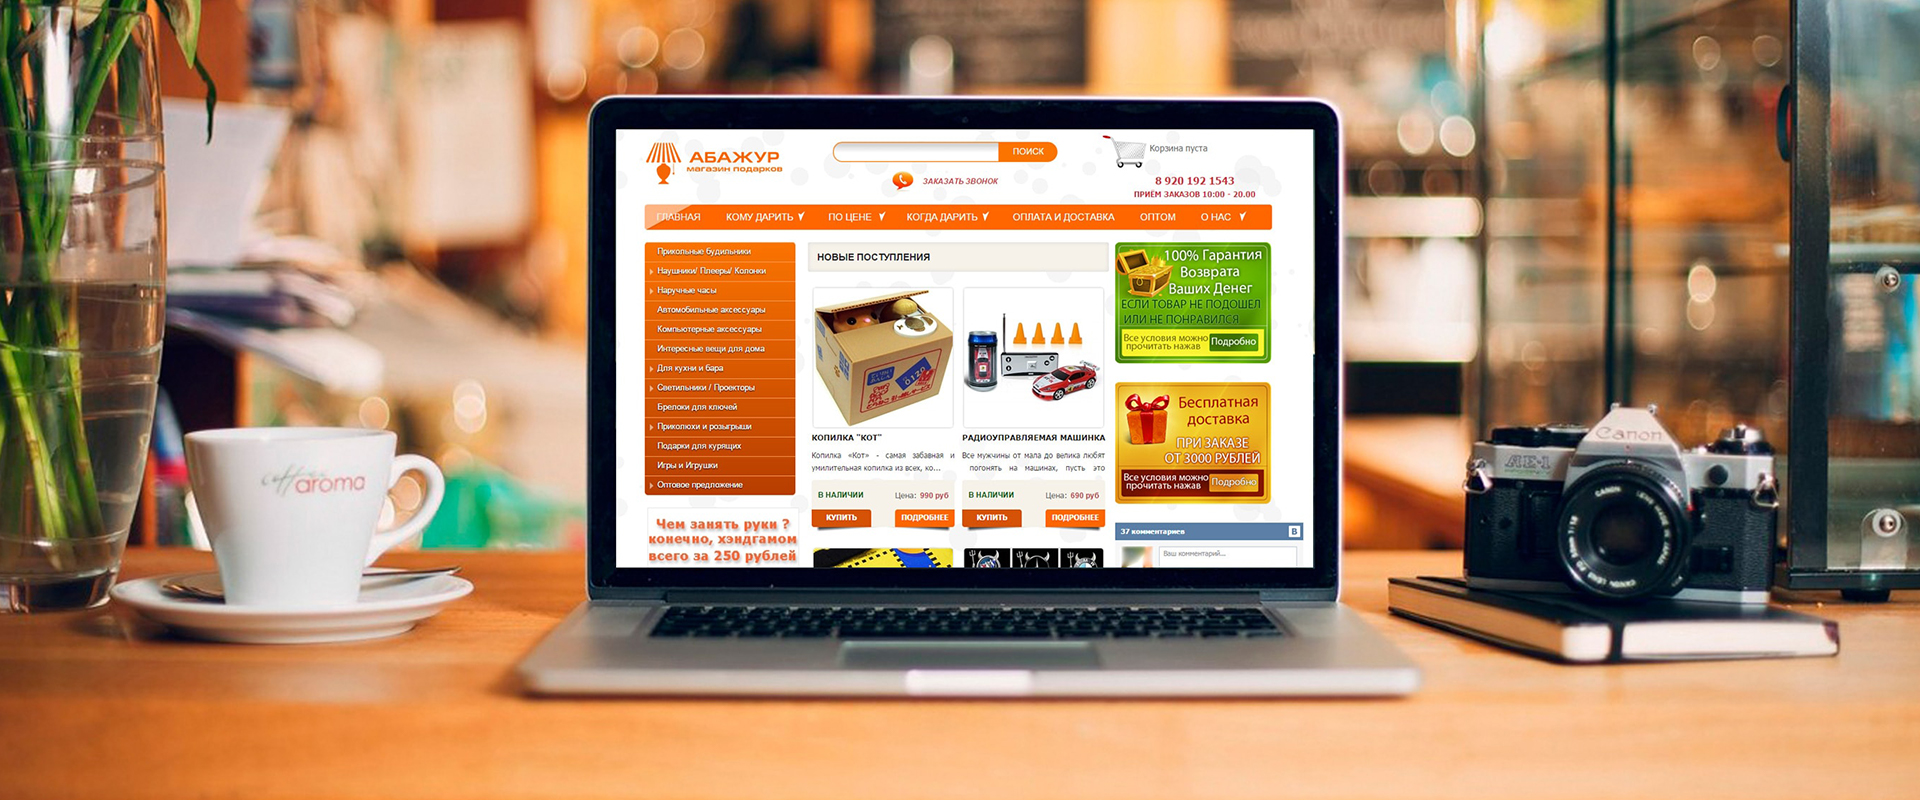 АБАЖУР
магазин подарков
ПОИСК
Корзина пуста
ЗАКАЗАТЬ ЗВОНОК
8 920 192 1543
ПРИЁМ ЗАКАЗОВ 10:00 - 20.00
ГЛАВНАЯ КОМУ ДАРИТЬ ПО ЦЕНЕ КОГДА ДАРИТЬ ОПЛАТА И ДОСТАВКА ОПТОМ О НАС
Прикольные будильники
Наушники/ Плееры/ Колонки
Наручные часы
Автомобильные аксессуары
Компьютерные аксессуары
Интересные вещи для дома
Для кухни и бара
Светильники / Проекторы
Брелоки для ключей
Приколюхи и розыгрыши
Подарки для курящих
Игры и Игрушки
Оптовое предложение
Чем занять руки ?
конечно, хэндгамом
всего за 250 рублей
НОВЫЕ ПОСТУПЛЕНИЯ
КОПИЛКА "КОТ"
Копилка «Кот» - самая забавная и
умилительная копилка из всех, ко...
В НАЛИЧИИ Цена: 990 руб
КУПИТЬ ПОДРОБНЕЕ
РАДИОУПРАВЛЯЕМАЯ МАШИНКА
Все мужчины от мала до велика любят
погонять на машинах, пусть это
В НАЛИЧИИ Цена: 690 руб
КУПИТЬ ПОДРОБНЕЕ
100% Гарантия
Возврата
Ваших Денег
ЕСЛИ ТОВАР НЕ ПОДОШЕЛ
ИЛИ НЕ ПОНРАВИЛСЯ
Все условия можно
прочитать нажав
Подробно
Бесплатная
доставка
ПРИ ЗАКАЗЕ
ОТ 3000 РУБЛЕЙ
Все условия можно
прочитать нажав
Подробно
37 комментариев
В
Ваш комментарий...
coffee
aroma
Canon
AE-1